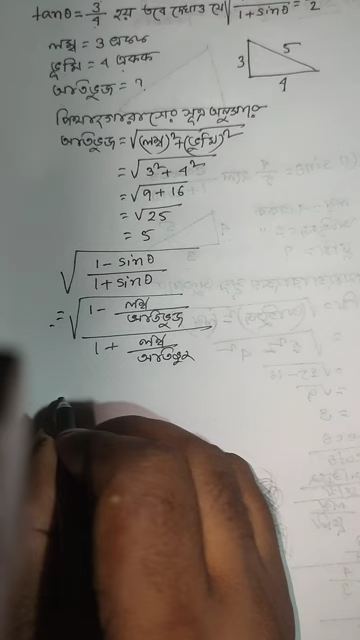 tanθ = 3/4 হয় তবে দেখাও যে √ 1+sinθ = 2
লম্ব = 3 একক
ভূমি = 4 একক
অতিভুজ = ?
3 5 4
পিথাগোরাসের সূত্র অনুসারে
অতিভুজ = √(লম্ব)²+(ভূমি)²
= √3²+4²
= √9+16
= √25
= 5
√(1-sinθ / 1+sinθ)
= √(1 - লম্ব/অতিভুজ / 1 + লম্ব/অতিভুজ)